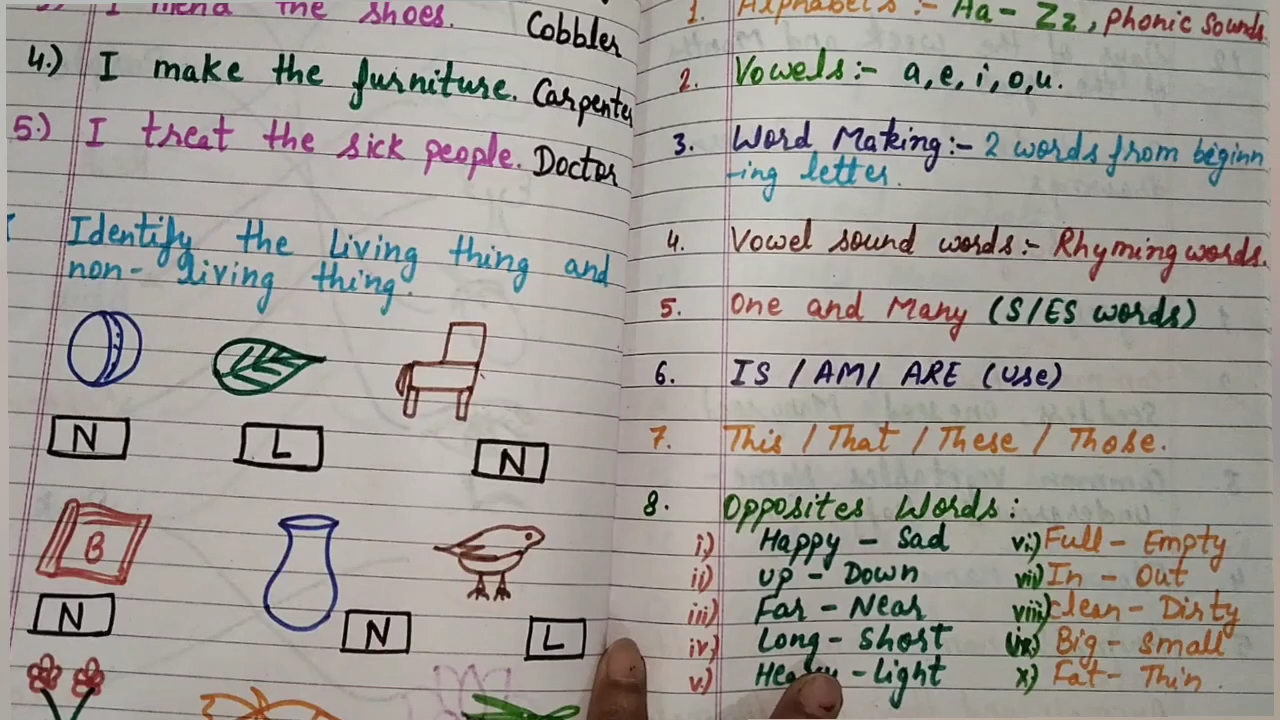 I mend the shoes. Cobbler
4.) I make the furniture. Carpenter
5.) I treat the sick people. Doctor
Identify the Living thing and
non- living thing.
N L N
B
N N L
1. Alphabets :- Aa - Zz, phonic sounds.
2. Vowels :- a, e, i, o, u.
3. Word Making :- 2 words from beginn
-ing letter.
4. Vowel sound words :- Rhyming words.
5. One and Many (S/ES words)
6. IS / AM / ARE (use)
7. This / That / These / Those.
8. Opposites Words :
i.) Happy - Sad vi.) Full - Empty
ii) Up - Down vii) In - Out
iii) Far - Near viii) Clean - Dirty
iv.) Long - Short ix) Big - Small
v.) Heavy - Light x) Fat - Thin.